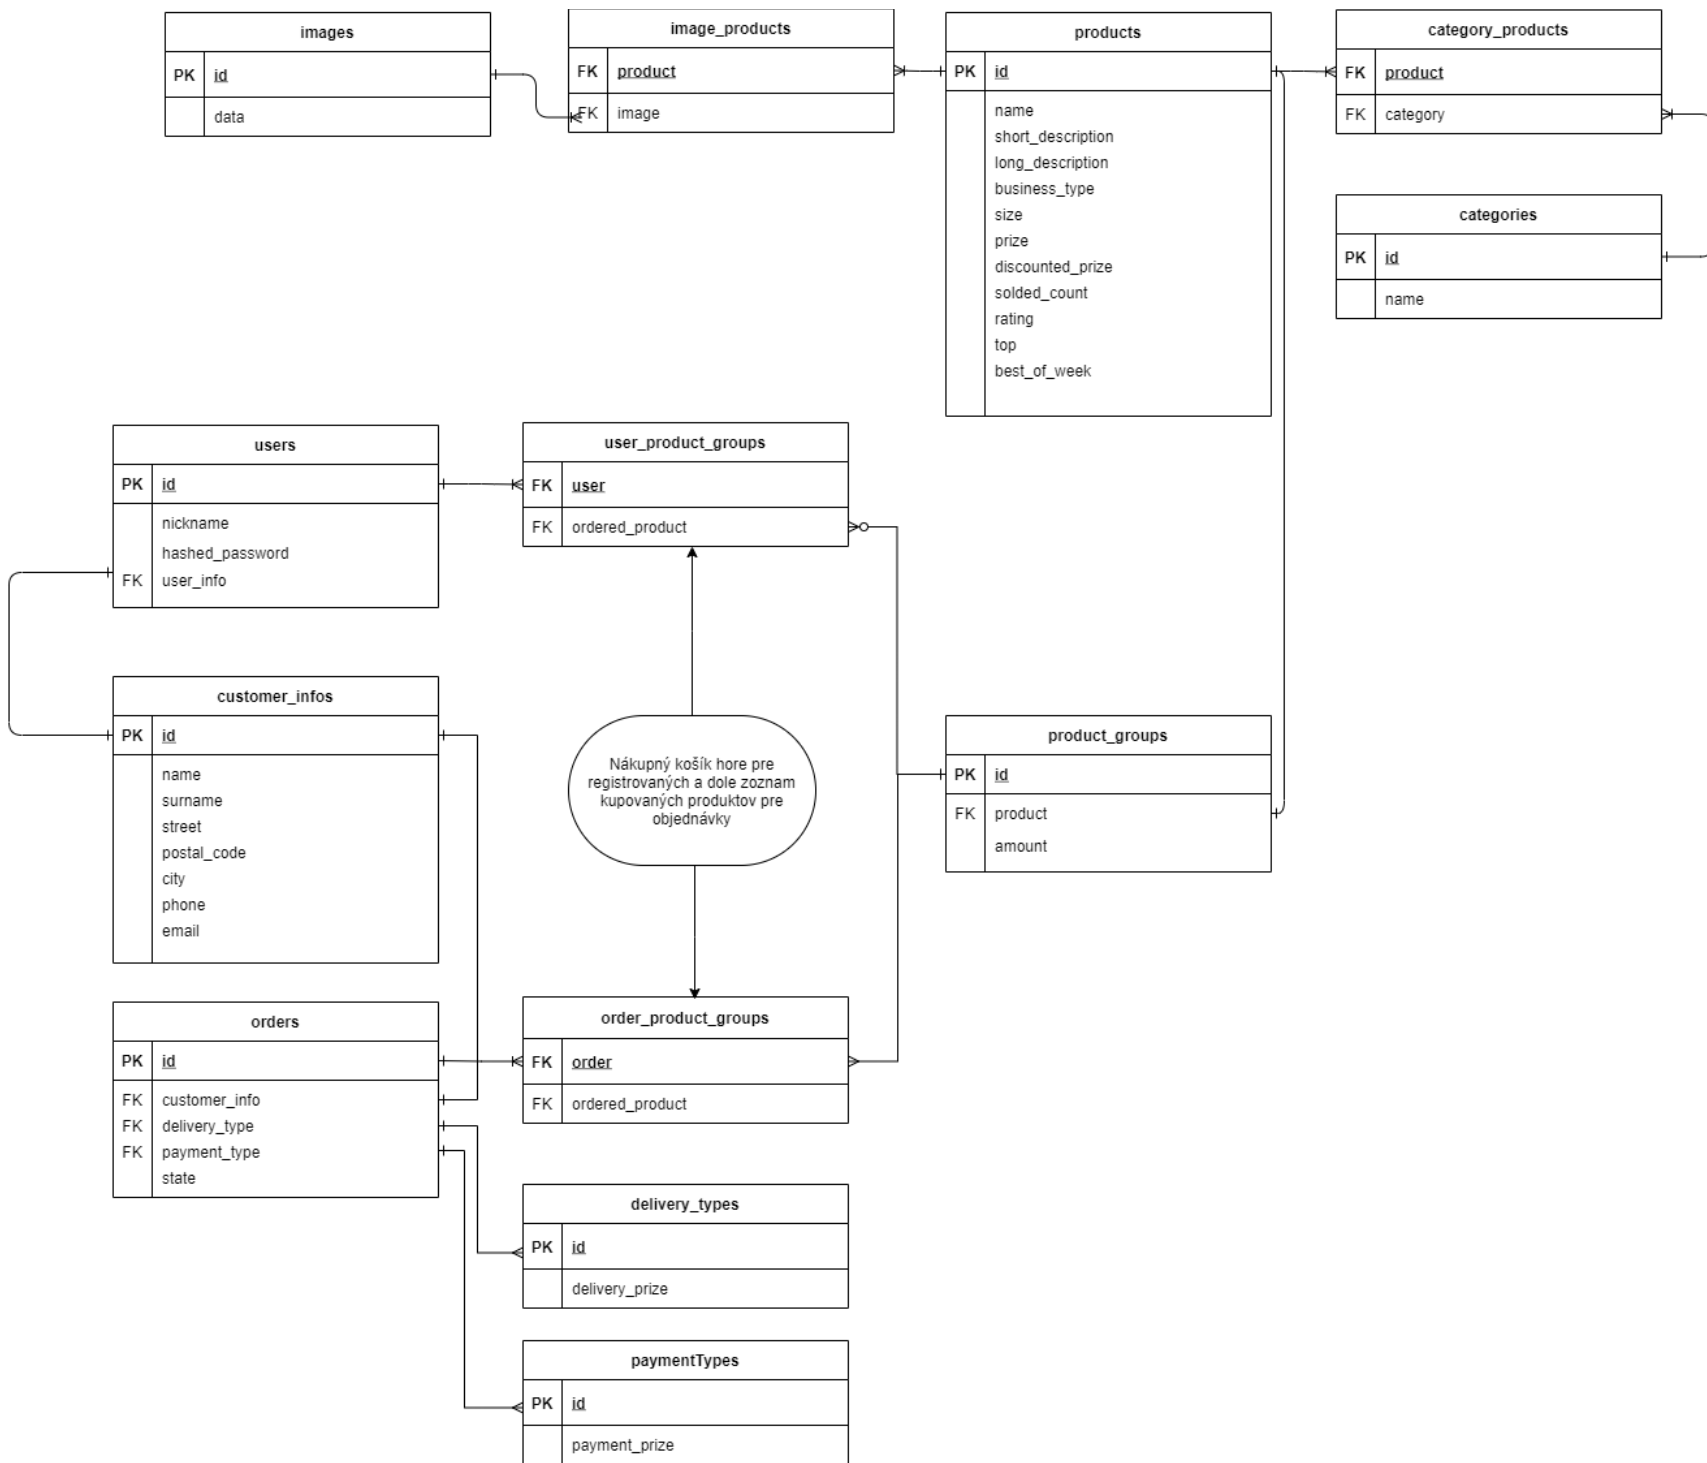 images
PK id
data
image_products
FK product
FK image
products
PK id
name
short_description
long_description
business_type
size
prize
discounted_prize
solded_count
rating
top
best_of_week
category_products
FK product
FK category
categories
PK id
name
users
PK id
nickname
hashed_password
FK user_info
user_product_groups
FK user
FK ordered_product
customer_infos
PK id
name
surname
street
postal_code
city
phone
email
Nákupný košík hore pre
registrovaných a dole zoznam
kupovaných produktov pre
objednávky
product_groups
PK id
FK product
amount
orders
PK id
FK customer_info
FK delivery_type
FK payment_type
state
order_product_groups
FK order
FK ordered_product
delivery_types
PK id
delivery_prize
paymentTypes
PK id
payment_prize